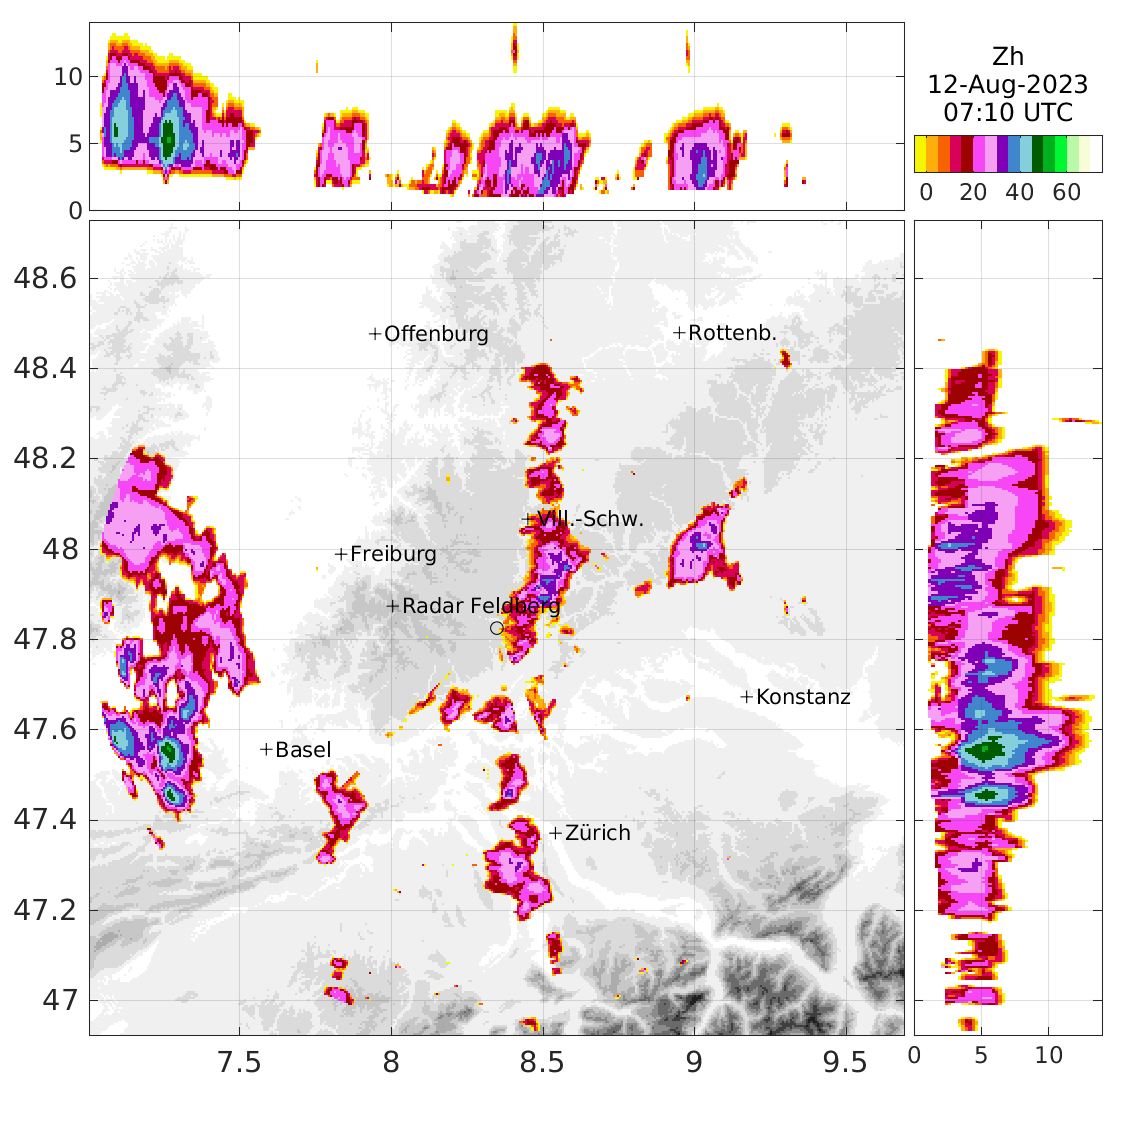 Zh
12-Aug-2023
07:10 UTC
0 20 40 60
10
5
0
48.6
48.4
48.2
48
47.8
47.6
47.4
47.2
47
+Offenburg
+Rottenb.
+Vill.-Schw.
+Freiburg
+Radar Feldberg
+Konstanz
+Basel
+Zürich
7.5 8 8.5 9 9.5
0 5 10